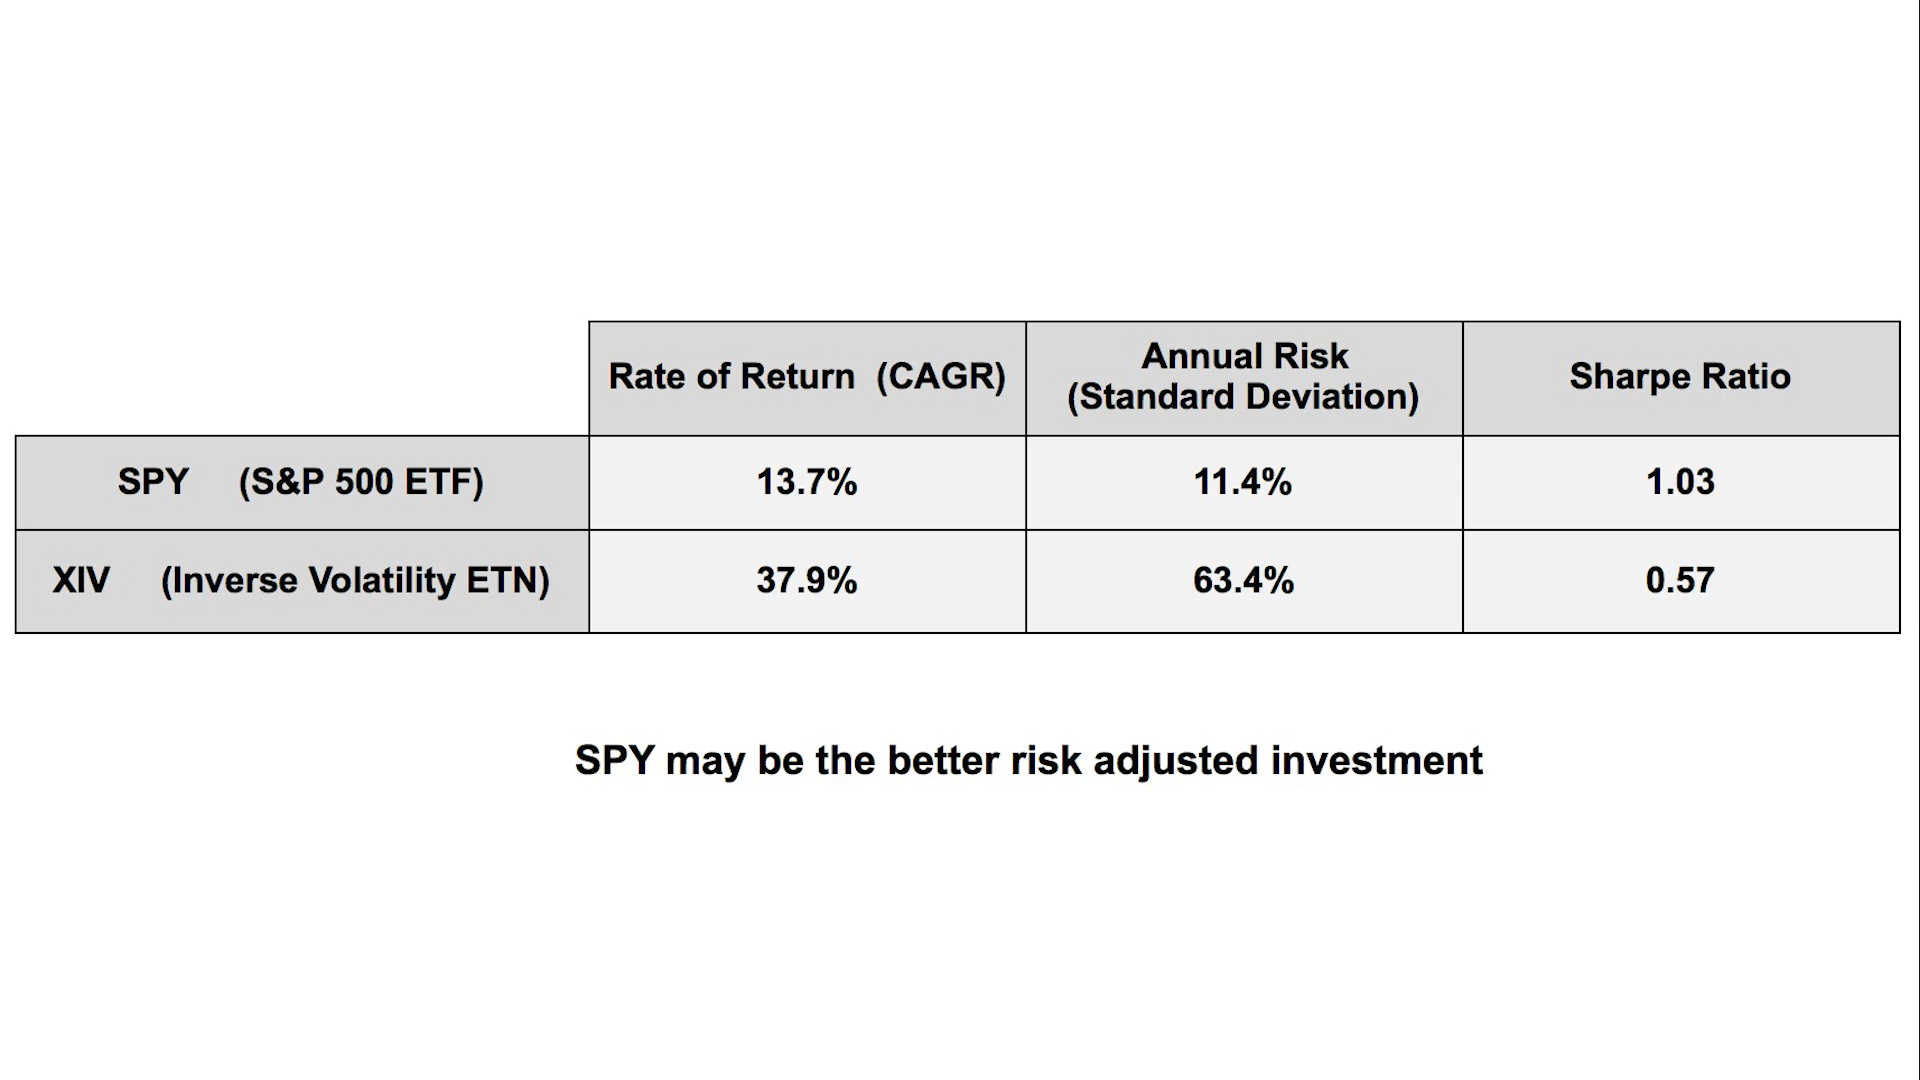 Rate of Return (CAGR)
Annual Risk
(Standard Deviation)
Sharpe Ratio
SPY (S&P 500 ETF) 13.7% 11.4% 1.03
XIV (Inverse Volatility ETN) 37.9% 63.4% 0.57
SPY may be the better risk adjusted investment